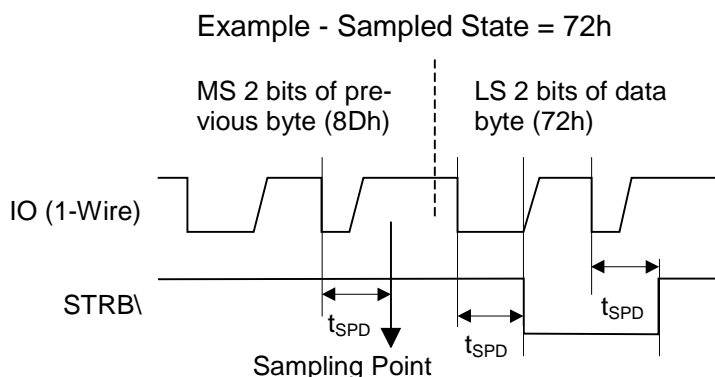 Example - Sampled State = 72h
MS 2 bits of pre-
vious byte (8Dh)
LS 2 bits of data
byte (72h)
IO (1-Wire)
STRB\
tSPD
tSPD
tSPD
Sampling Point